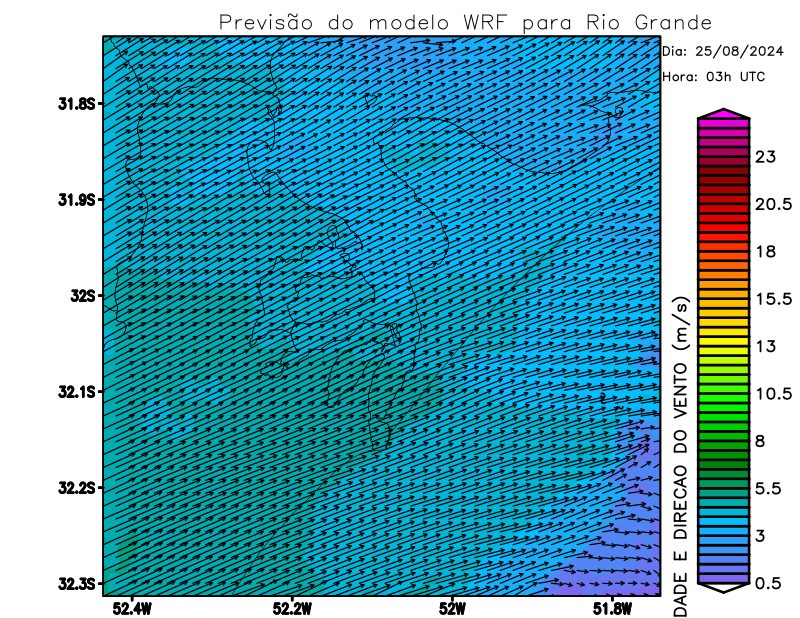 Previsão do modelo WRF para Rio Grande
Dia: 25/08/2024
Hora: 03h UTC
31.8S
31.9S
32S
32.1S
32.2S
32.3S
52.4W
52.2W
52W
51.8W
DADE E DIRECAO DO VENTO (m/s)
23
20.5
18
15.5
13
10.5
8
5.5
3
0.5